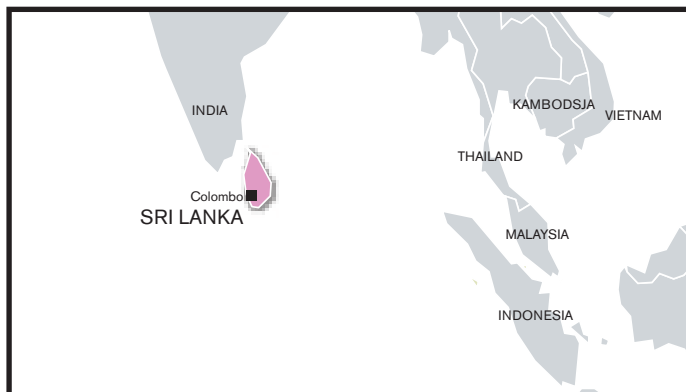 INDIA
KAMBODSJA
VIETNAM
THAILAND
Colombo
SRI LANKA
MALAYSIA
INDONESIA